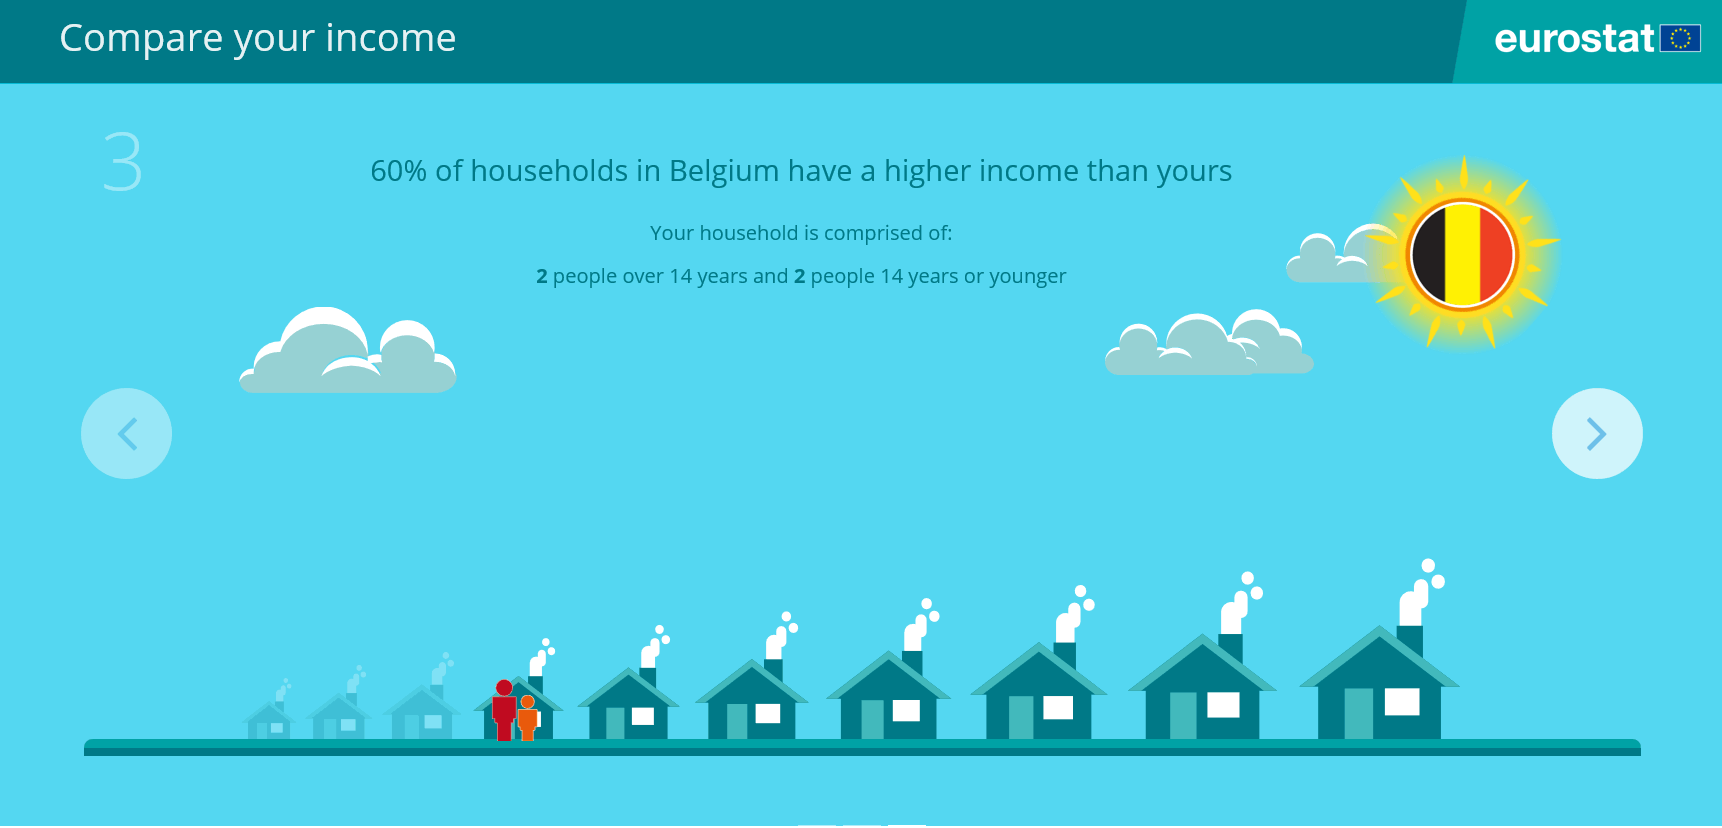 Compare your income
eurostat
3
60% of households in Belgium have a higher income than yours
Your household is comprised of:
2 people over 14 years and 2 people 14 years or younger